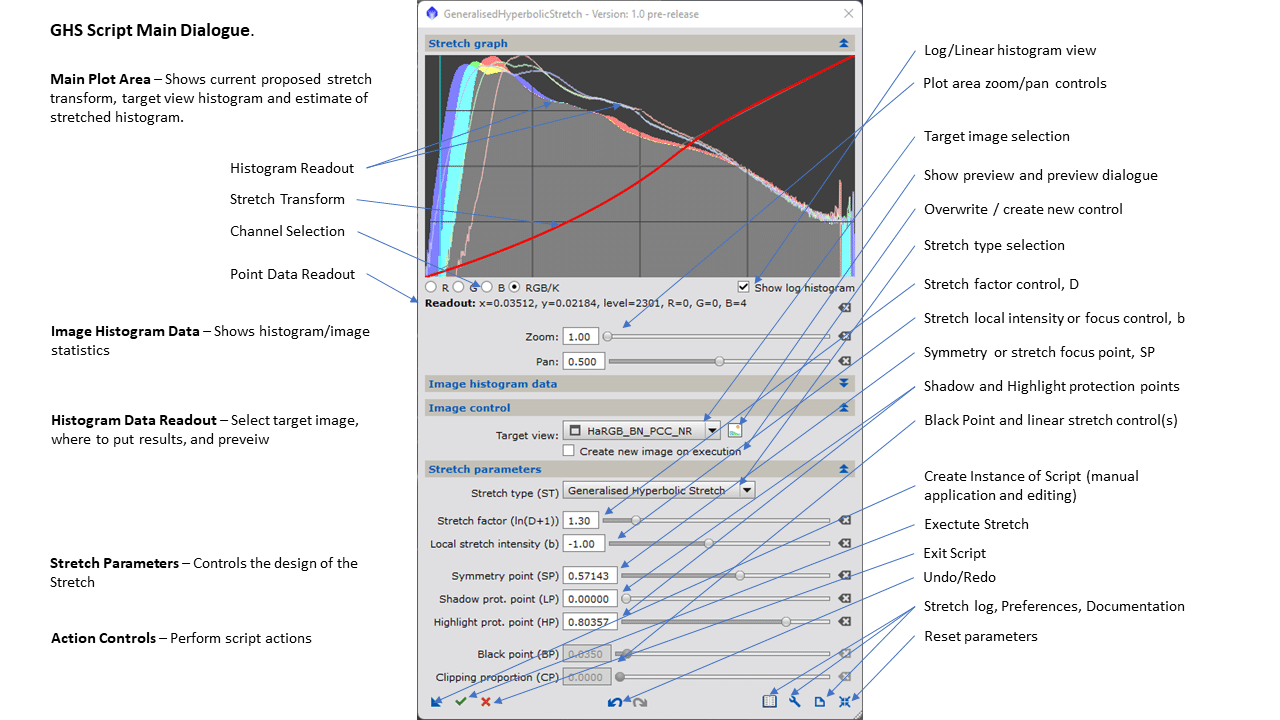 GHS Script Main Dialogue.
Main Plot Area – Shows current proposed stretch
transform, target view histogram and estimate of
stretched histogram.
Histogram Readout
Stretch Transform
Channel Selection
Point Data Readout
Image Histogram Data – Shows histogram/image
statistics
Histogram Data Readout – Select target image,
where to put results, and preveiw
Stretch Parameters – Controls the design of the
Stretch
Action Controls – Perform script actions
GeneralisedHyperbolicStretch - Version: 1.0 pre-release
Stretch graph
R G B RGB/K Show log histogram
Readout: x=0.03512, y=0.02184, level=2301, R=0, G=0, B=4
Zoom: 1.00
Pan: 0.500
Image histogram data
Image control
Target view: HaRGB_BN_PCC_NR
Create new image on execution
Stretch parameters
Stretch type (ST) Generalised Hyperbolic Stretch
Stretch factor (ln(D+1)) 1.30
Local stretch intensity (b) -1.00
Symmetry point (SP) 0.57143
Shadow prot. point (LP) 0.00000
Highlight prot. point (HP) 0.80357
Black point (BP) 0.0350
Clipping proportion (CP) 0.0000
Log/Linear histogram view
Plot area zoom/pan controls
Target image selection
Show preview and preview dialogue
Overwrite / create new control
Stretch type selection
Stretch factor control, D
Stretch local intensity or focus control, b
Symmetry or stretch focus point, SP
Shadow and Highlight protection points
Black Point and linear stretch control(s)
Create Instance of Script (manual
application and editing)
Exectute Stretch
Exit Script
Undo/Redo
Stretch log, Preferences, Documentation
Reset parameters